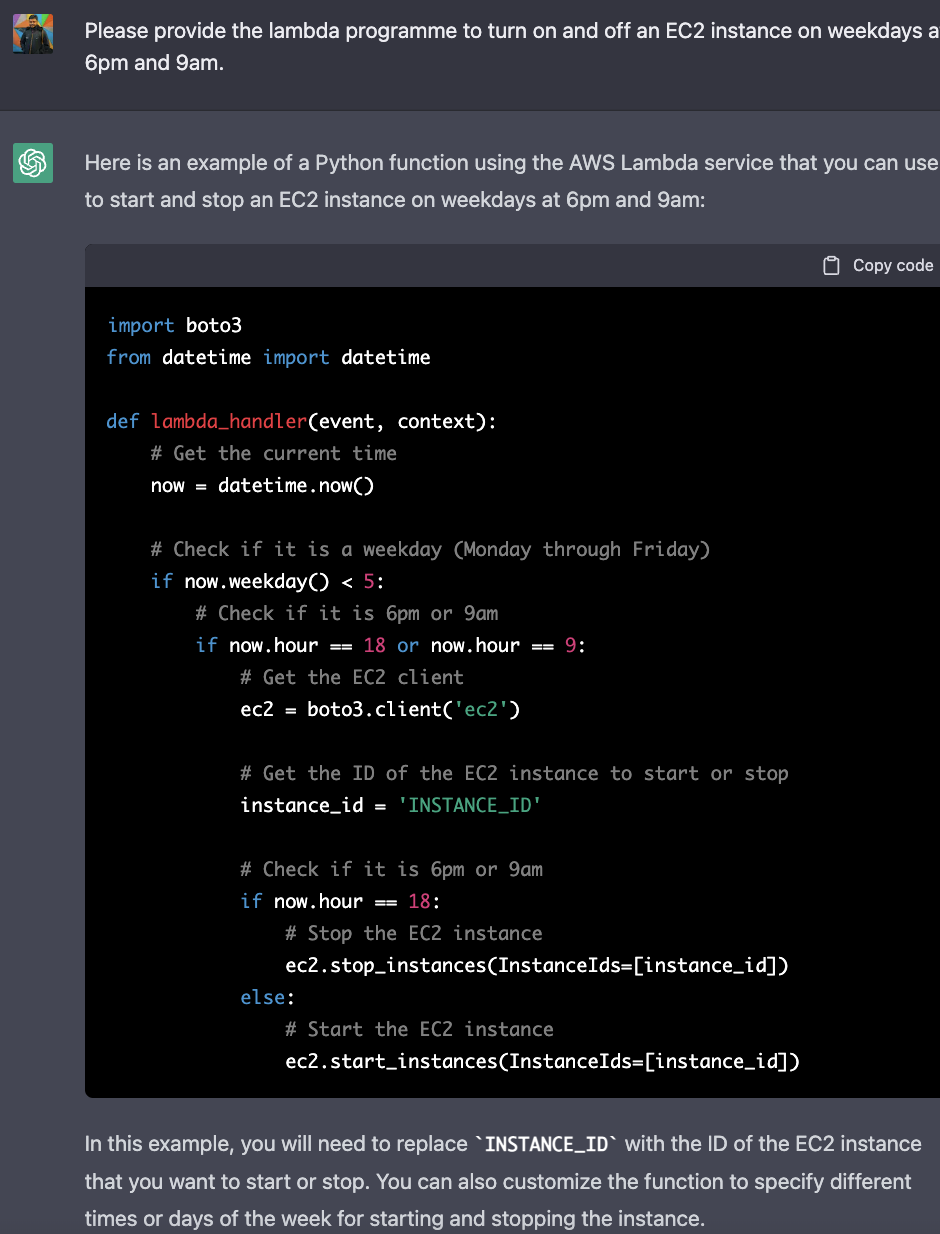 Please provide the lambda programme to turn on and off an EC2 instance on weekdays a
6pm and 9am.
Here is an example of a Python function using the AWS Lambda service that you can use
to start and stop an EC2 instance on weekdays at 6pm and 9am:
Copy code
import boto3
from datetime import datetime
def lambda_handler(event, context):
# Get the current time
now = datetime.now()
# Check if it is a weekday (Monday through Friday)
if now.weekday() < 5:
# Check if it is 6pm or 9am
if now.hour == 18 or now.hour == 9:
# Get the EC2 client
ec2 = boto3.client('ec2')
# Get the ID of the EC2 instance to start or stop
instance_id = 'INSTANCE_ID'
# Check if it is 6pm or 9am
if now.hour == 18:
# Stop the EC2 instance
ec2.stop_instances(InstanceIds=[instance_id])
else:
# Start the EC2 instance
ec2.start_instances(InstanceIds=[instance_id])
In this example, you will need to replace `INSTANCE_ID` with the ID of the EC2 instance
that you want to start or stop. You can also customize the function to specify different
times or days of the week for starting and stopping the instance.